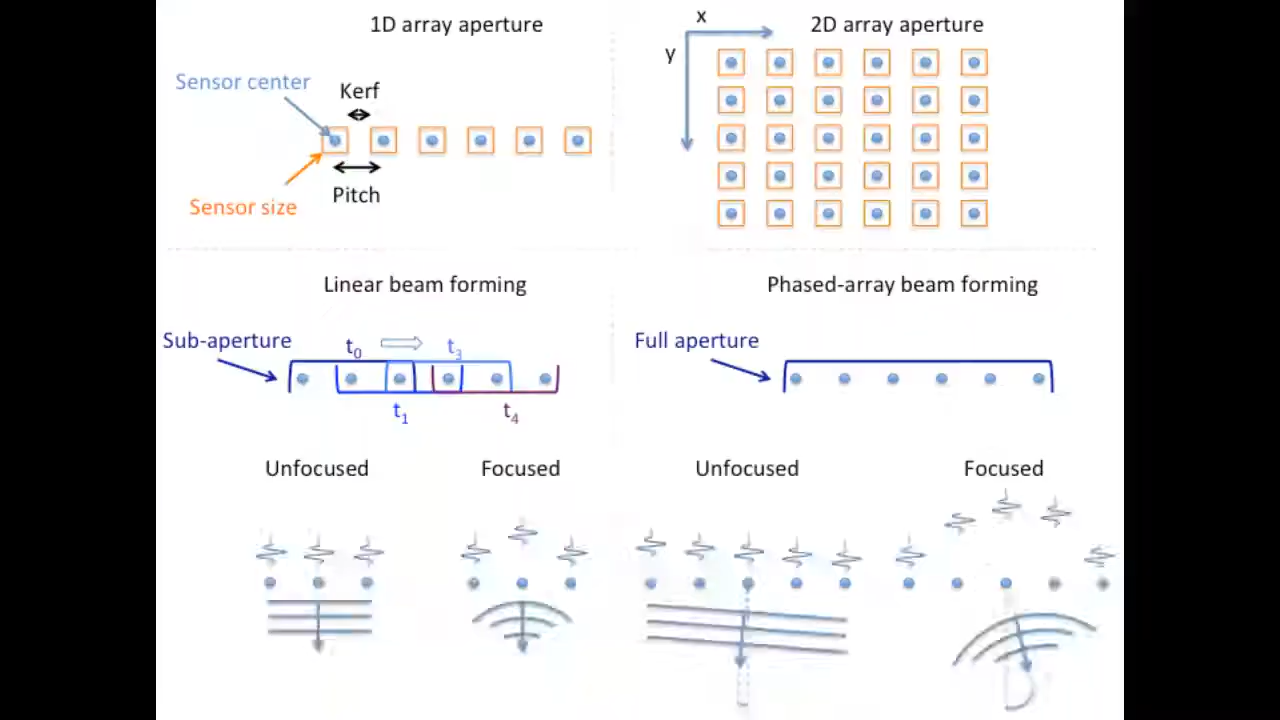 1D array aperture
Sensor center
Kerf
Pitch
Sensor size
x
y
2D array aperture
Linear beam forming
Sub-aperture
t0
t3
t1
t4
Unfocused
Focused
Phased-array beam forming
Full aperture
Unfocused
Focused